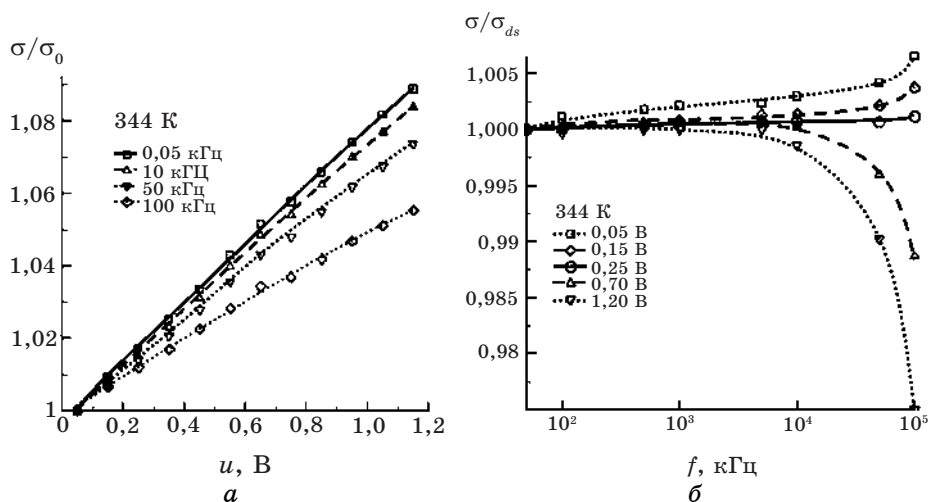 σ/σ₀
1,08
1,06
1,04
1,02
1
344 К
0,05 кГц
10 кГЦ
50 кГц
100 кГц
0
0,2
0,4
0,6
0,8
1,0
1,2
u, В
а
σ/σ_ds
1,005
1,000
0,995
0,99
0,985
0,98
344 К
0,05 В
0,15 В
0,25 В
0,70 В
1,20 В
10²
10³
10⁴
10⁵
f, кГц
б